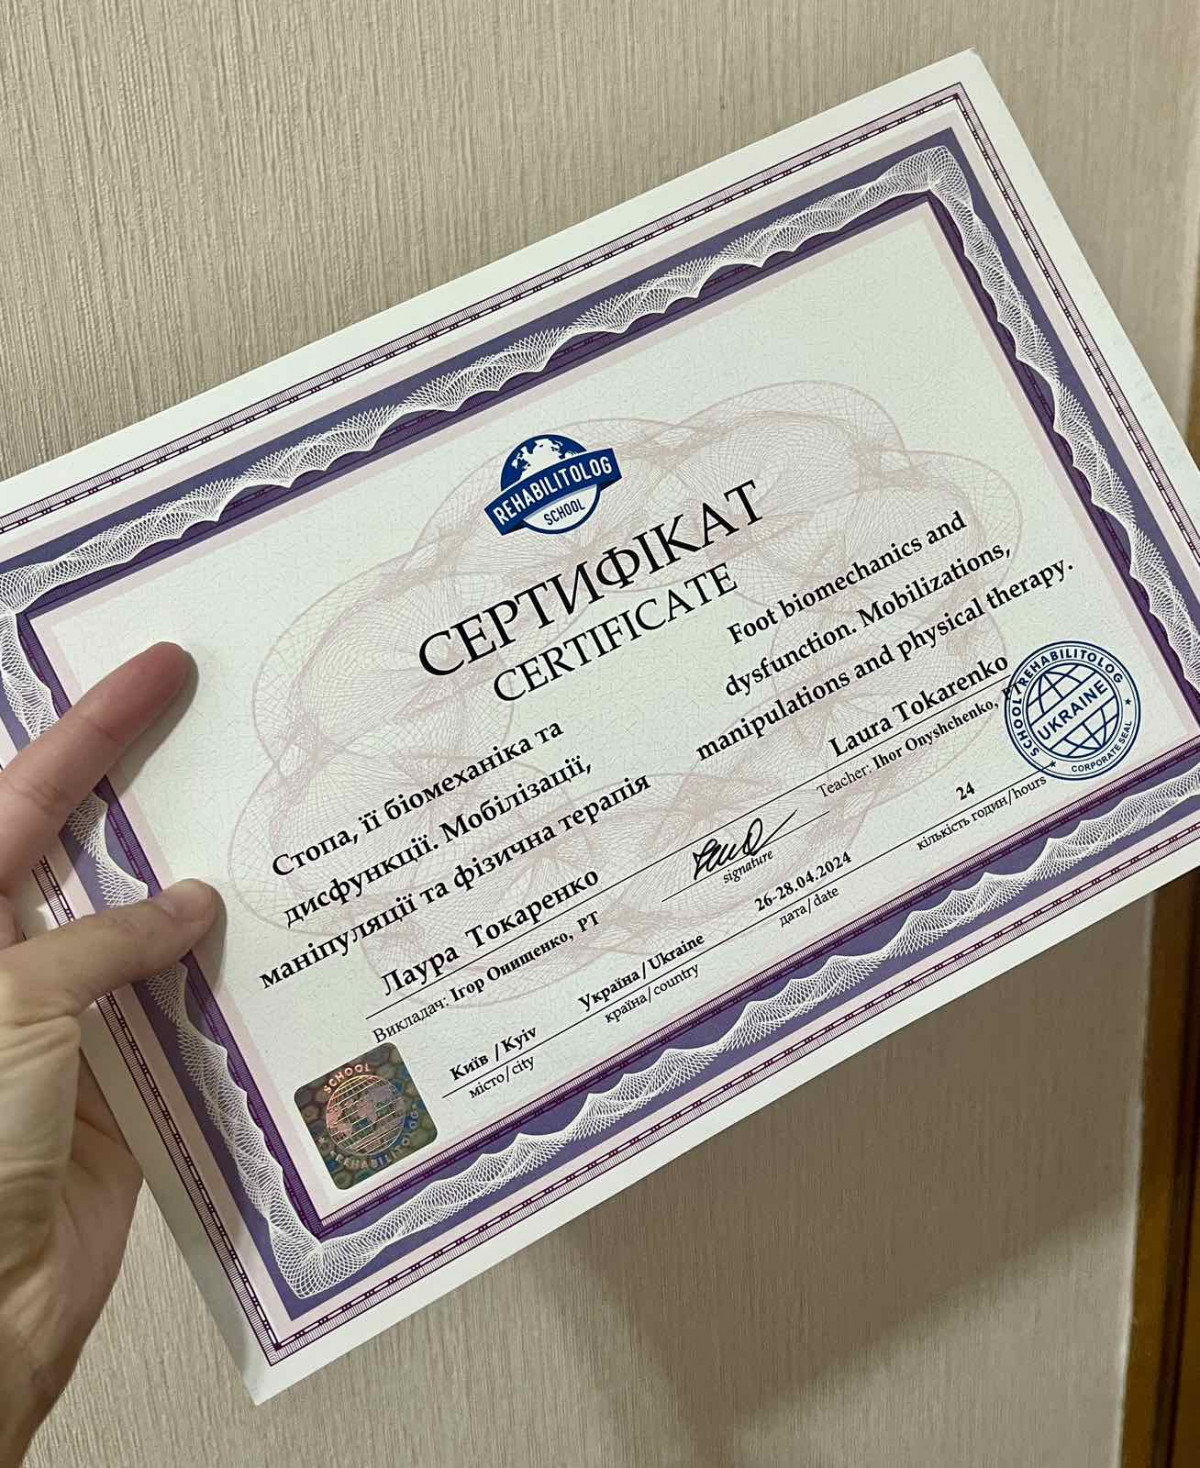 REHABILITOLOG
SCHOOL
СЕРТИФІКАТ
CERTIFICATE
Стопа, її біомеханіка та
дисфункції. Мобілізації,
маніпуляції та фізична терапія
Лаура Токаренко
Викладач: Ігор Онищенко, РТ
Foot biomechanics and
dysfunction. Mobilizations,
manipulations and physical therapy.
Laura Tokarenko
Teacher: Ihor Onyshchenko,
signature
Київ / Kyiv
місто/city
Україна / Ukraine
країна/country
26-28.04.2024
дата/date
24
кількість годин/hours
SCHOOL REHABILITOLOG
UKRAINE
CORPORATE SEAL
SCHOOL
REHABILITOLOG